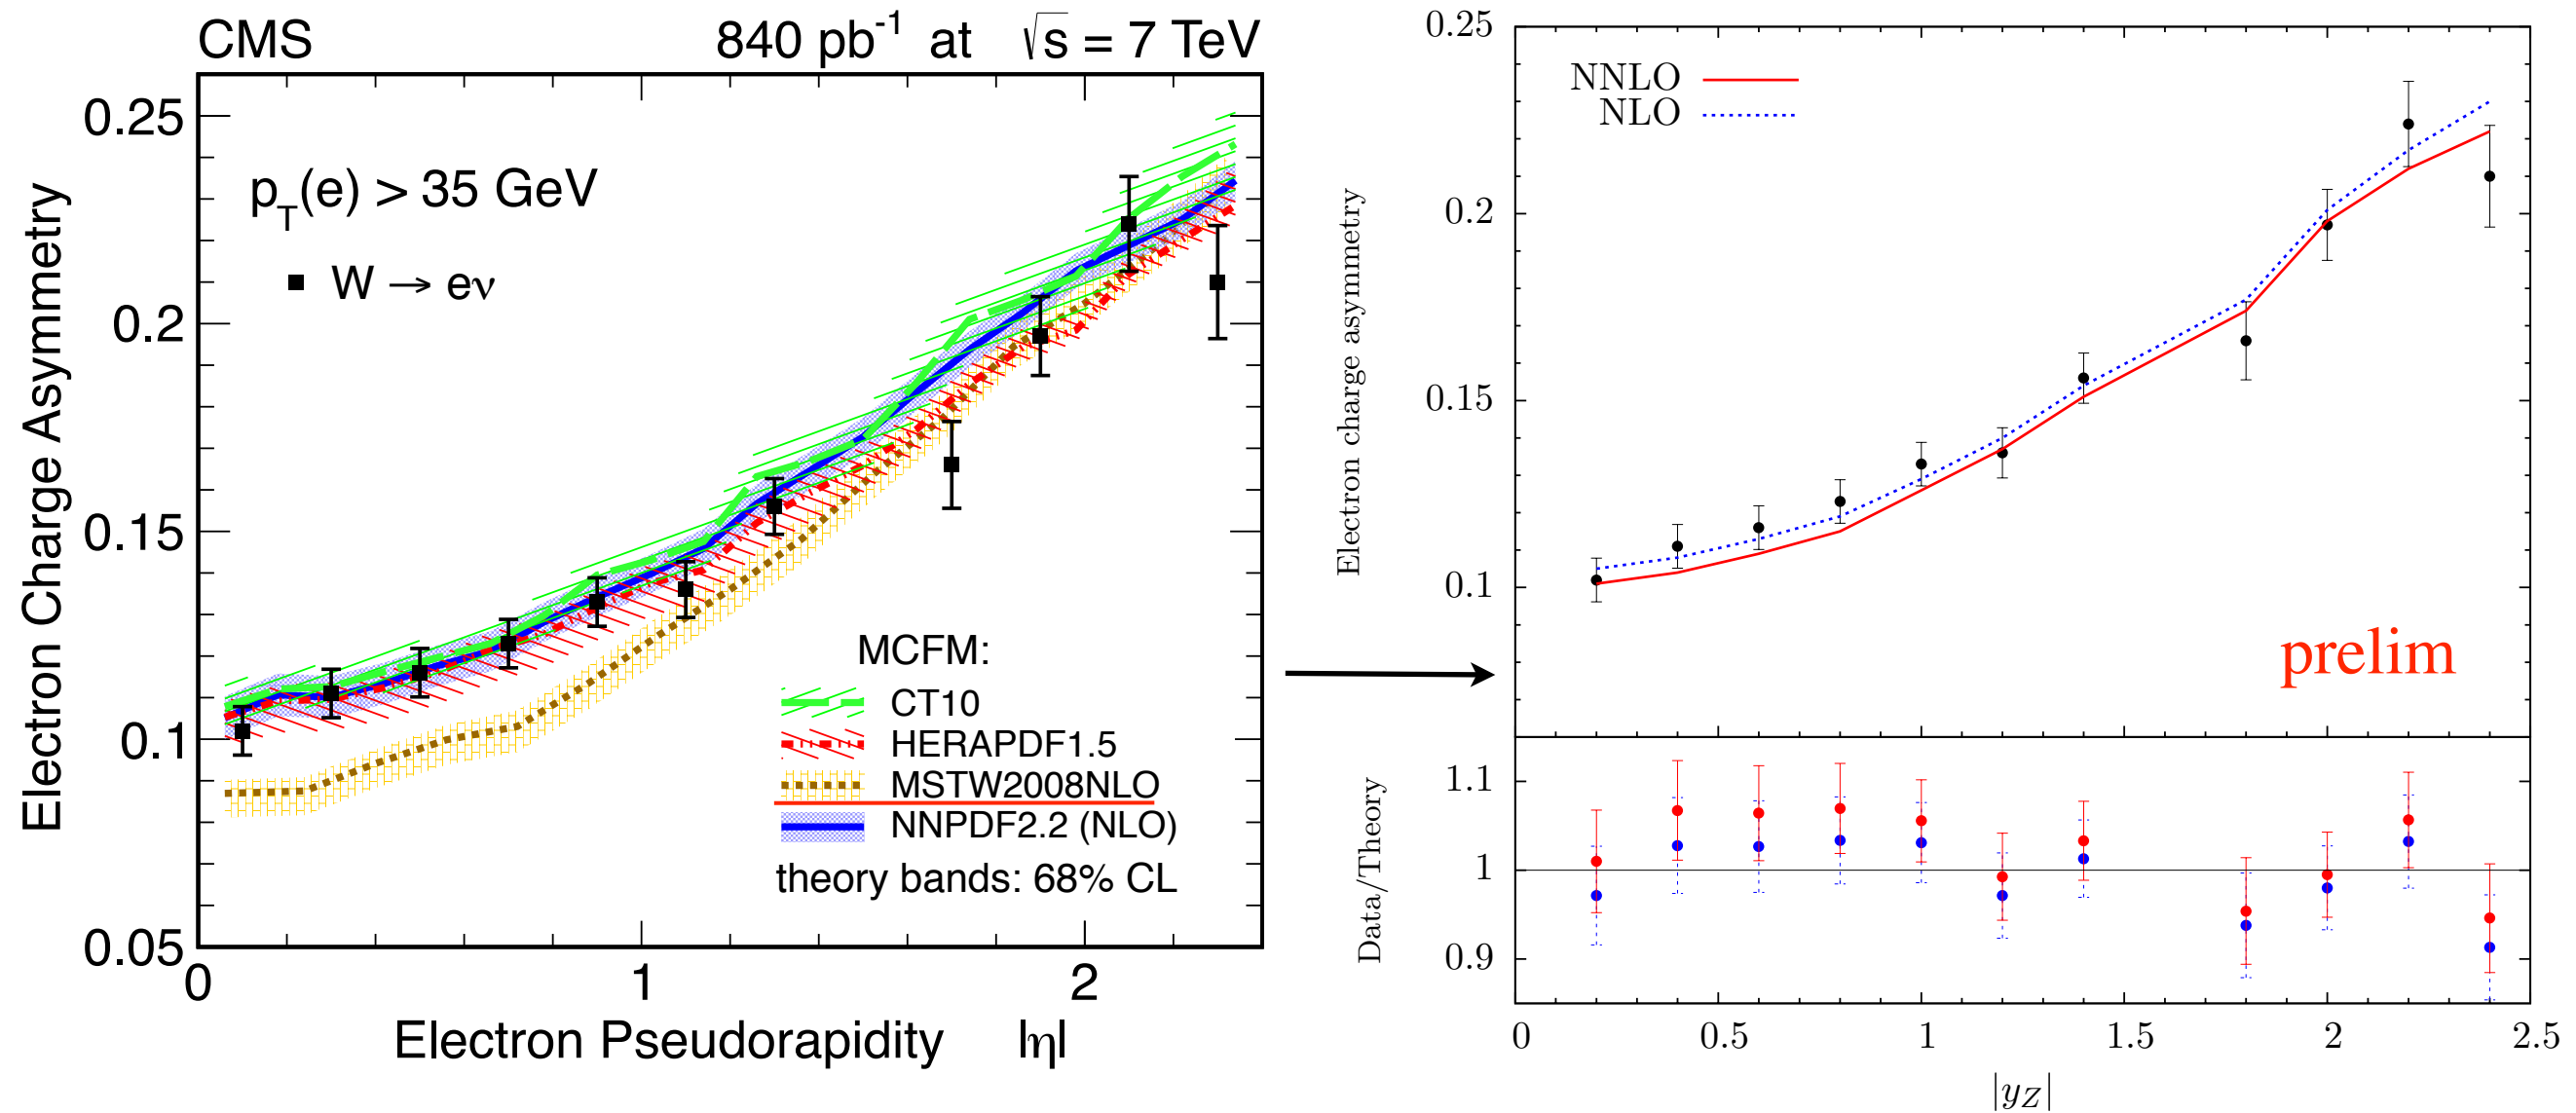 CMS 840 pb⁻¹ at √s = 7 TeV
Electron Charge Asymmetry
0.25
0.2
0.15
0.1
0.05
p_T(e) > 35 GeV
W → eν
MCFM:
CT10
HERAPDF1.5
MSTW2008NLO
NNPDF2.2 (NLO)
theory bands: 68% CL
0 1 2
Electron Pseudorapidity |η|
Electron charge asymmetry
0.25
0.2
0.15
0.1
NNLO
NLO
prelim
Data/Theory
1.1
1
0.9
0 0.5 1 1.5 2 2.5
|y_Z|